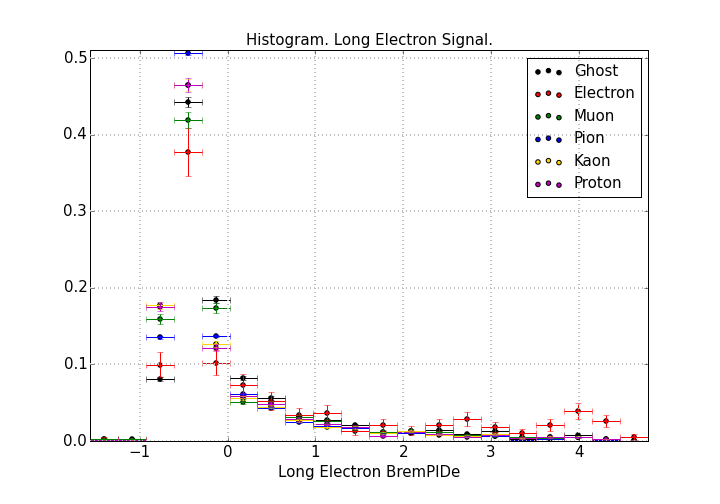 Histogram. Long Electron Signal.
0.5
0.4
0.3
0.2
0.1
0.0
Ghost
Electron
Muon
Pion
Kaon
Proton
−1
0
1
2
3
4
Long Electron BremPIDe